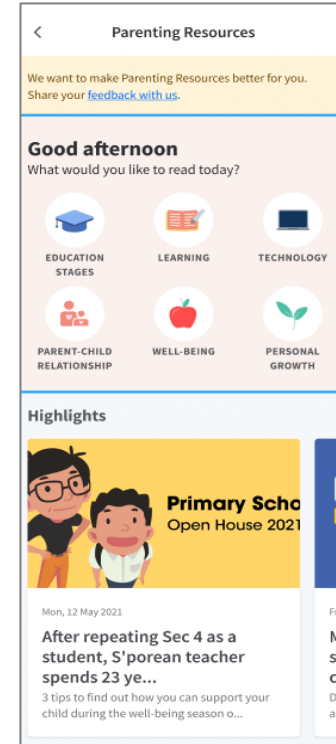 Parenting Resources
We want to make Parenting Resources better for you.
Share your feedback with us.
Good afternoon
What would you like to read today?
EDUCATION
STAGES
LEARNING
TECHNOLOGY
PARENT-CHILD
RELATIONSHIP
WELL-BEING
PERSONAL
GROWTH
Highlights
Primary Scho
Open House 2021
Mon, 12 May 2021
After repeating Sec 4 as a
student, S'porean teacher
spends 23 ye...
3 tips to find out how you can support your
child during the well-being season o...